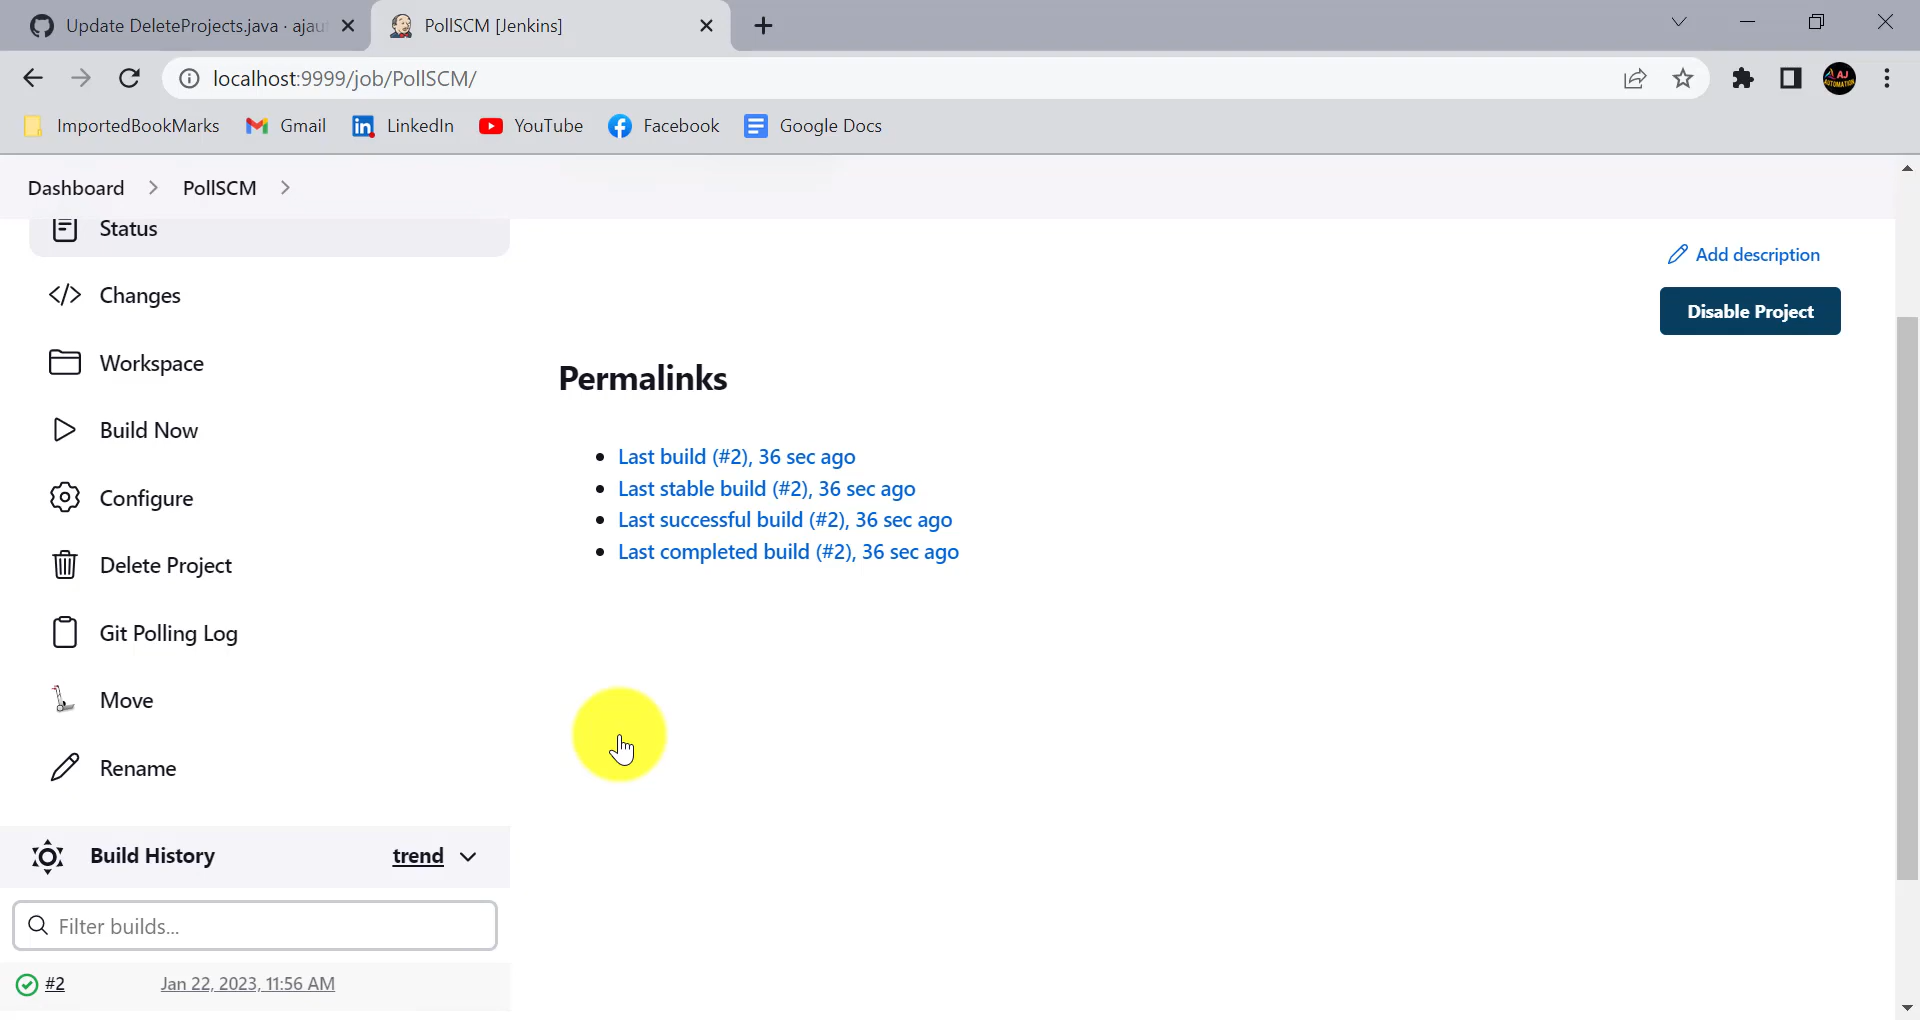 Update DeleteProjects.java · ajau
PollSCM [Jenkins]
localhost:9999/job/PollSCM/
AJ
AUTOMATION
ImportedBookMarks
Gmail
LinkedIn
YouTube
Facebook
Google Docs
Dashboard
PollSCM
Status
Add description
Changes
Disable Project
Workspace
Permalinks
Build Now
Last build (#2), 36 sec ago
Last stable build (#2), 36 sec ago
Configure
Last successful build (#2), 36 sec ago
Last completed build (#2), 36 sec ago
Delete Project
Git Polling Log
Move
Rename
Build History trend
Filter builds...
#2 Jan 22, 2023, 11:56 AM